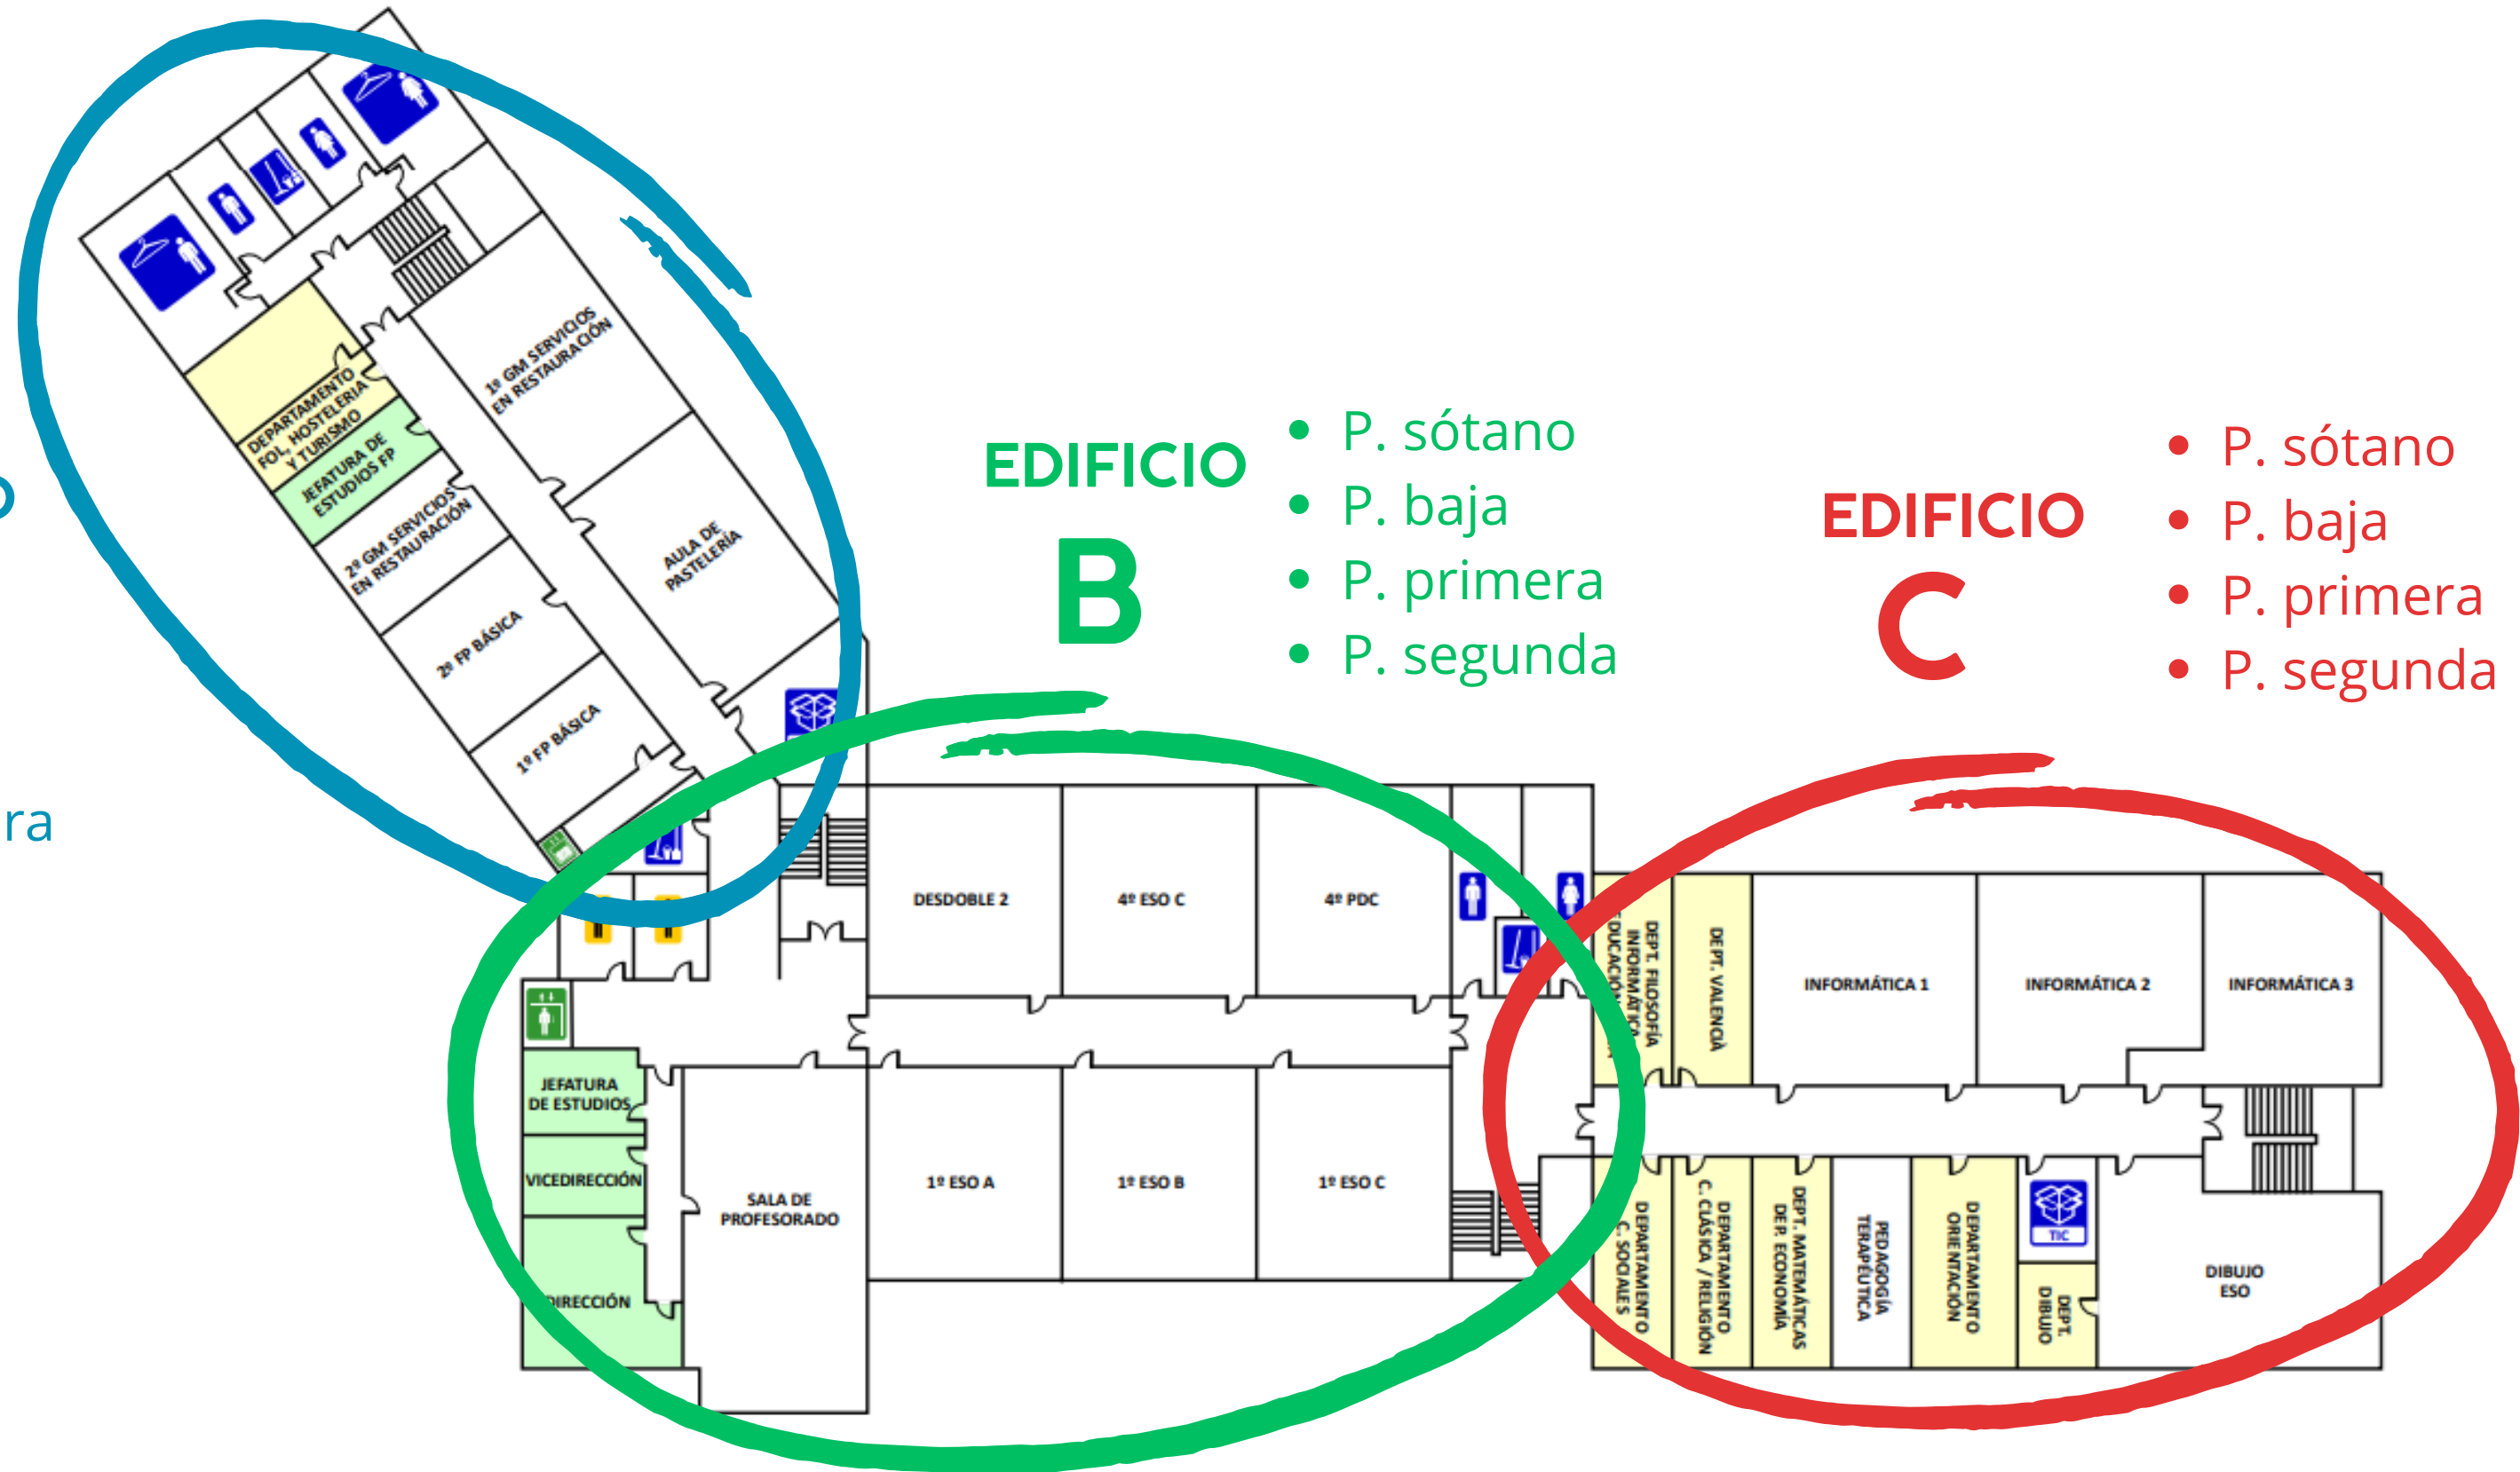 O
ra
EDIFICIO
B
• P. sótano
• P. baja
• P. primera
• P. segunda
EDIFICIO
C
• P. sótano
• P. baja
• P. primera
• P. segunda
1º GM SERVICIOS
EN RESTAURACIÓN
DEPARTAMENTO
FOL, HOSTELERIA
Y TURISMO
JEFATURA DE
ESTUDIOS FP
2º GM SERVICIOS
EN RESTAURACIÓN
AULA DE
PASTELERÍA
2º FP BÁSICA
1º FP BÁSICA
DESDOBLE 2
4º ESO C
4º PDC
JEFATURA
DE ESTUDIOS
VICEDIRECCIÓN
DIRECCIÓN
SALA DE
PROFESORADO
1º ESO A
1º ESO B
1º ESO C
DEPT. FILOSOFÍA
INFORMÁTICA
DEPT. VALENCIÀ
INFORMÁTICA 1
INFORMÁTICA 2
INFORMÁTICA 3
DEPARTAMENTO
C. SOCIALES
DEPARTAMENTO
C. CLÁSICA / RELIGIÓN
DEPT. MATEMÁTICAS
DEP. ECONOMÍA
PEDAGOGÍA
TERAPÉUTICA
DEPARTAMENTO
ORIENTACIÓN
TIC
DEPT.
DIBUJO
DIBUJO
ESO